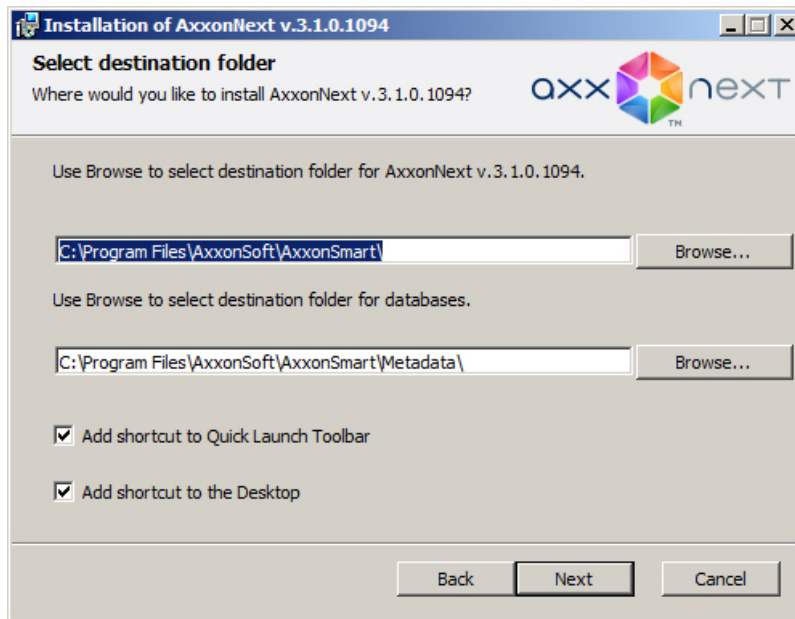 Installation of AxxonNext v.3.1.0.1094
Select destination folder
Where would you like to install AxxonNext v.3.1.0.1094?
axx next
TM
Use Browse to select destination folder for AxxonNext v.3.1.0.1094.
C:\Program Files\AxxonSoft\AxxonSmart\
Browse...
Use Browse to select destination folder for databases.
C:\Program Files\AxxonSoft\AxxonSmart\Metadata\
Browse...
Add shortcut to Quick Launch Toolbar
Add shortcut to the Desktop
Back
Next
Cancel